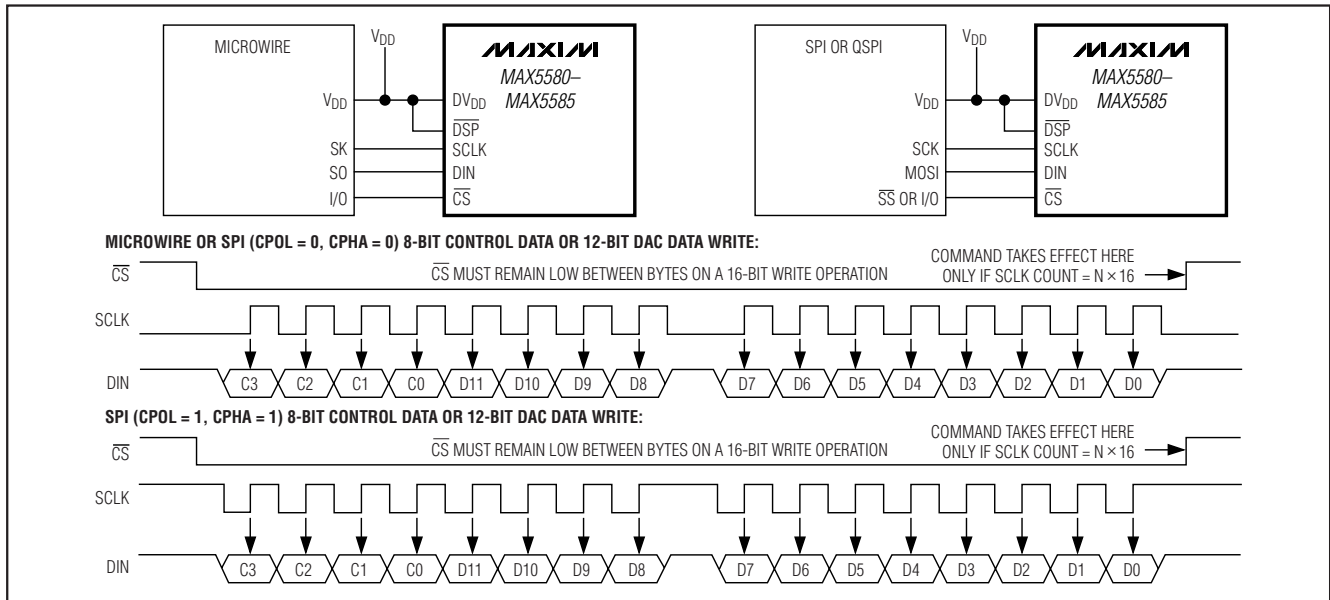 MICROWIRE
VDD
MAXIM
MAX5580–
MAX5585
VDD
DVDD
DSP
SK
SCLK
SO
DIN
I/O
CS
SPI OR QSPI
VDD
MAXIM
MAX5580–
MAX5585
VDD
DVDD
DSP
SCK
SCLK
MOSI
DIN
SS OR I/O
CS
MICROWIRE OR SPI (CPOL = 0, CPHA = 0) 8-BIT CONTROL DATA OR 12-BIT DAC DATA WRITE:
CS
CS MUST REMAIN LOW BETWEEN BYTES ON A 16-BIT WRITE OPERATION
COMMAND TAKES EFFECT HERE
ONLY IF SCLK COUNT = N × 16
SCLK
DIN
C3 C2 C1 C0 D11 D10 D9 D8 D7 D6 D5 D4 D3 D2 D1 D0
SPI (CPOL = 1, CPHA = 1) 8-BIT CONTROL DATA OR 12-BIT DAC DATA WRITE:
CS
CS MUST REMAIN LOW BETWEEN BYTES ON A 16-BIT WRITE OPERATION
COMMAND TAKES EFFECT HERE
ONLY IF SCLK COUNT = N × 16
SCLK
DIN
C3 C2 C1 C0 D11 D10 D9 D8 D7 D6 D5 D4 D3 D2 D1 D0